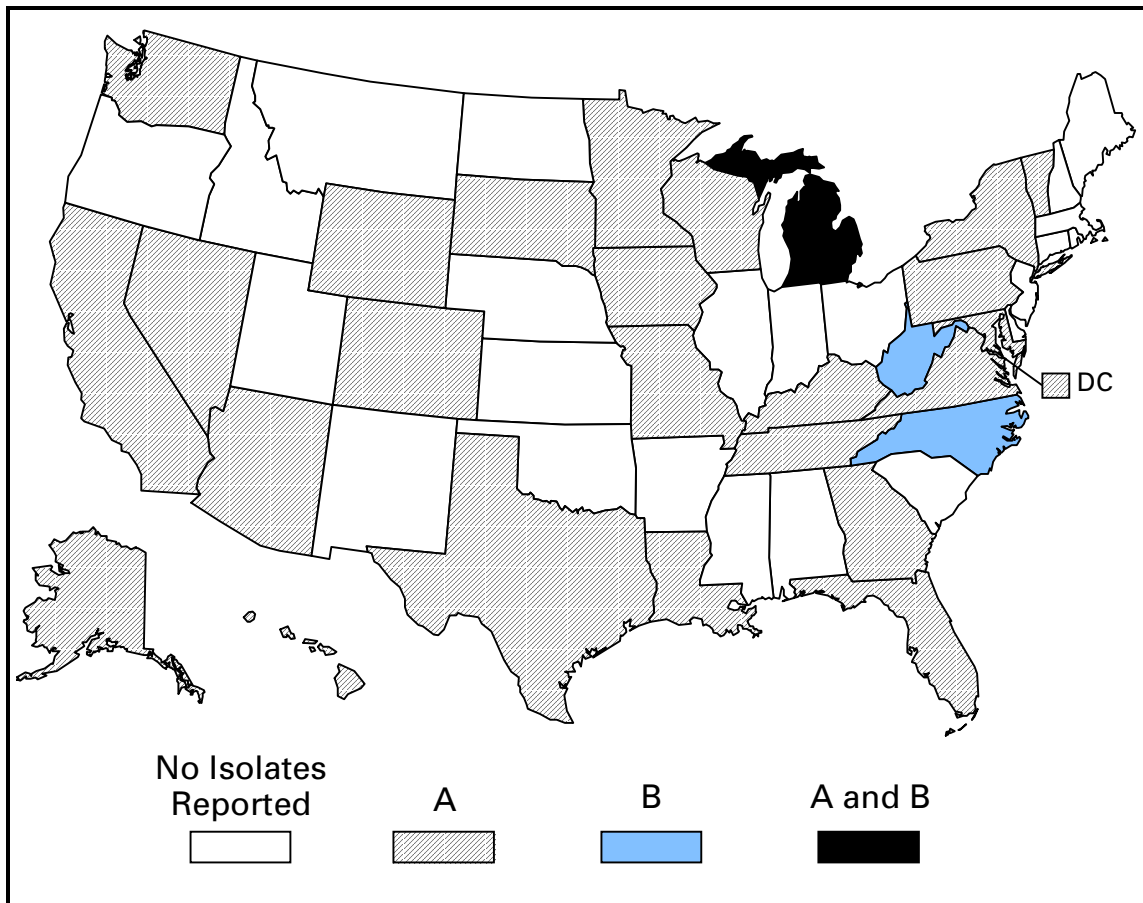 DC
No Isolates
Reported
A
B
A and B